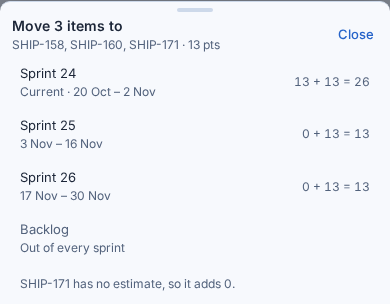 Move 3 items to
SHIP-158, SHIP-160, SHIP-171 · 13 pts
Close
Sprint 24
Current · 20 Oct – 2 Nov
13 + 13 = 26
Sprint 25
3 Nov – 16 Nov
0 + 13 = 13
Sprint 26
17 Nov – 30 Nov
0 + 13 = 13
Backlog
Out of every sprint
SHIP-171 has no estimate, so it adds 0.